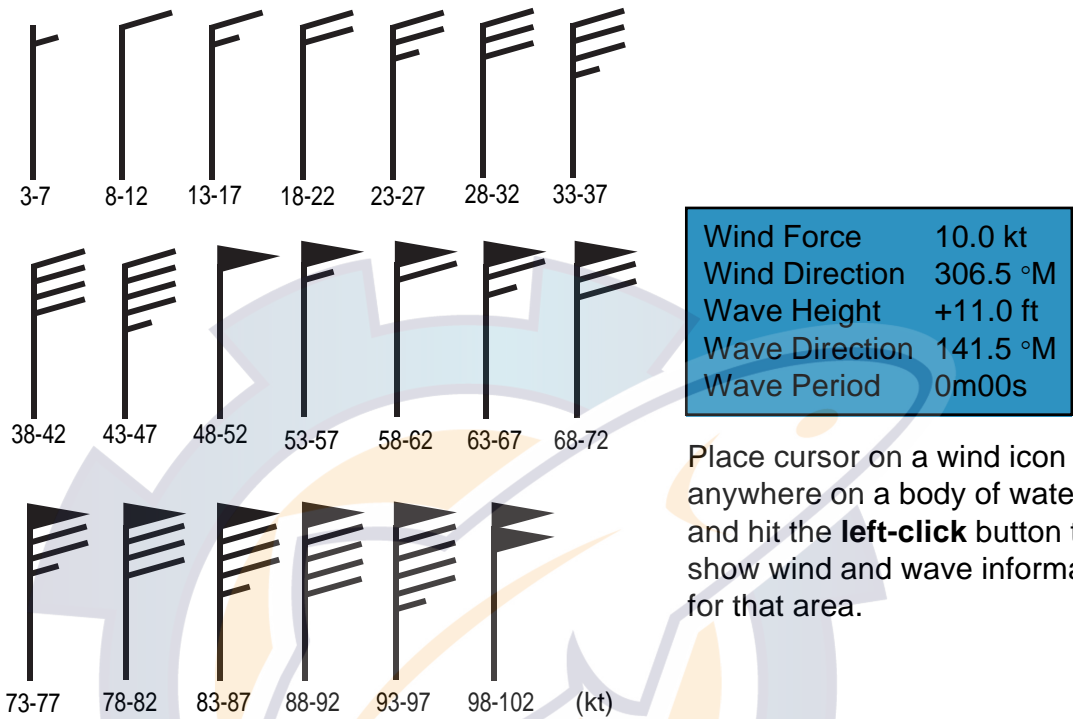 3-7 8-12 13-17 18-22 23-27 28-32 33-37
38-42 43-47 48-52 53-57 58-62 63-67 68-72
73-77 78-82 83-87 88-92 93-97 98-102 (kt)
Wind Force 10.0 kt
Wind Direction 306.5 °M
Wave Height +11.0 ft
Wave Direction 141.5 °M
Wave Period 0m00s
Place cursor on a wind icon
anywhere on a body of wate
and hit the left-click button t
show wind and wave informa
for that area.